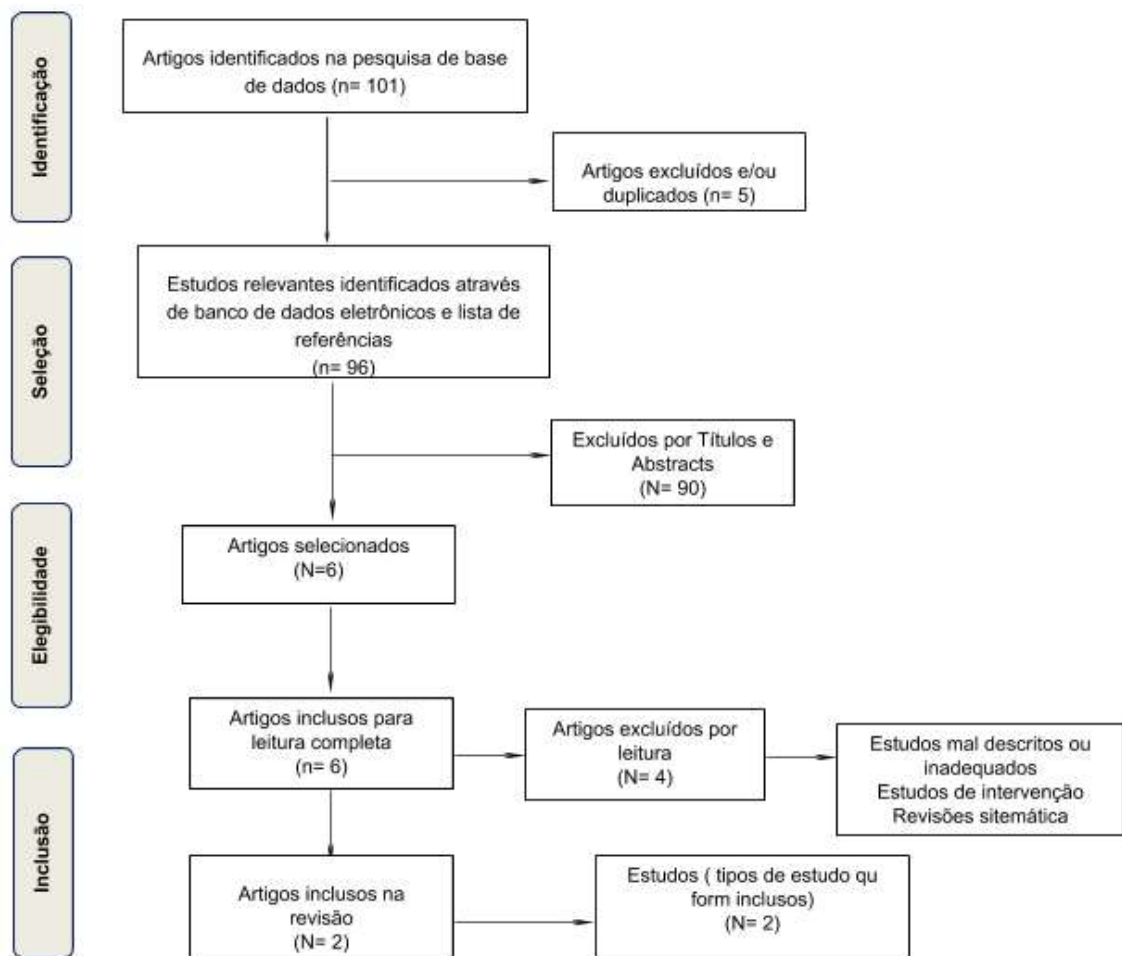 Identificação
Artigos identificados na pesquisa de base
de dados (n= 101)
Artigos excluídos e/ou
duplicados (n= 5)
Seleção
Estudos relevantes identificados através
de banco de dados eletrônicos e lista de
referências
(n= 96)
Excluídos por Títulos e
Abstracts
(N= 90)
Elegibilidade
Artigos selecionados
(N=6)
Artigos inclusos para
leitura completa
(n= 6)
Artigos excluídos por
leitura
(N= 4)
Estudos mal descritos ou
inadequados
Estudos de intervenção
Revisões sitemática
Inclusão
Artigos inclusos na
revisão
(N= 2)
Estudos ( tipos de estudo qu
form inclusos)
(N= 2)